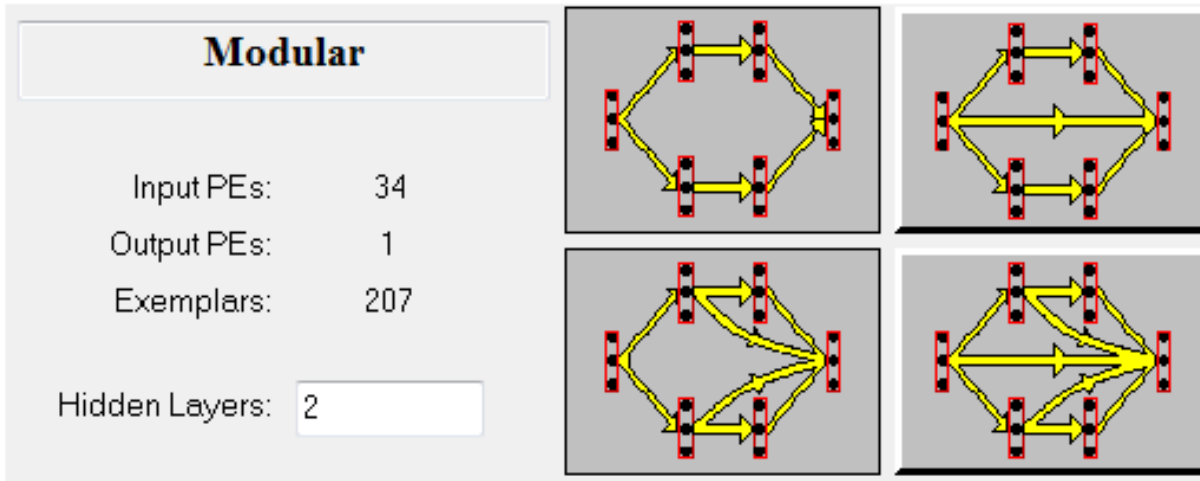 Modular
Input PEs: 34
Output PEs: 1
Exemplars: 207
Hidden Layers: 2